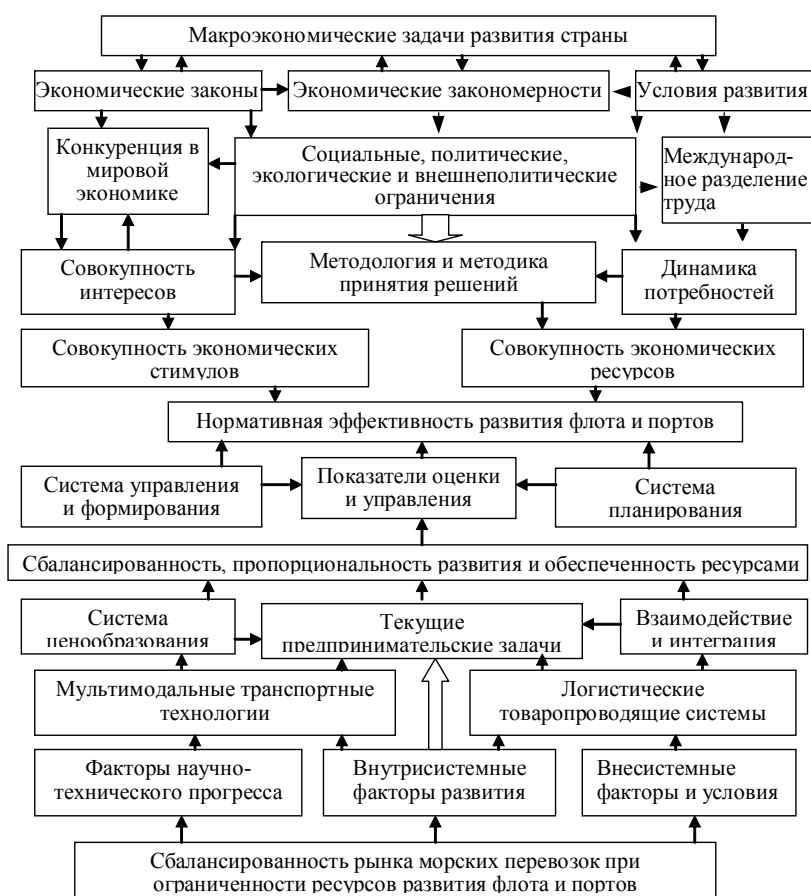 Макроэкономические задачи развития страны
Экономические законы
Экономические закономерности
Условия развития
Конкуренция в
мировой
экономике
Социальные, политические,
экологические и внешнеполитические
ограничения
Международ-
ное разделение
труда
Совокупность
интересов
Методология и методика
принятия решений
Динамика
потребностей
Совокупность экономических
стимулов
Совокупность экономических
ресурсов
Нормативная эффективность развития флота и портов
Система управления
и формирования
Показатели оценки
и управления
Система
планирования
Сбалансированность, пропорциональность развития и обеспеченность ресурсами
Система
ценообразования
Текущие
предпринимательские задачи
Взаимодействие
и интеграция
Мультимодальные транспортные
технологии
Логистические
товаропроводящие системы
Факторы научно-
технического прогресса
Внутрисистемные
факторы развития
Внесистемные
факторы и условия
Сбалансированность рынка морских перевозок при
ограниченности ресурсов развития флота и портов